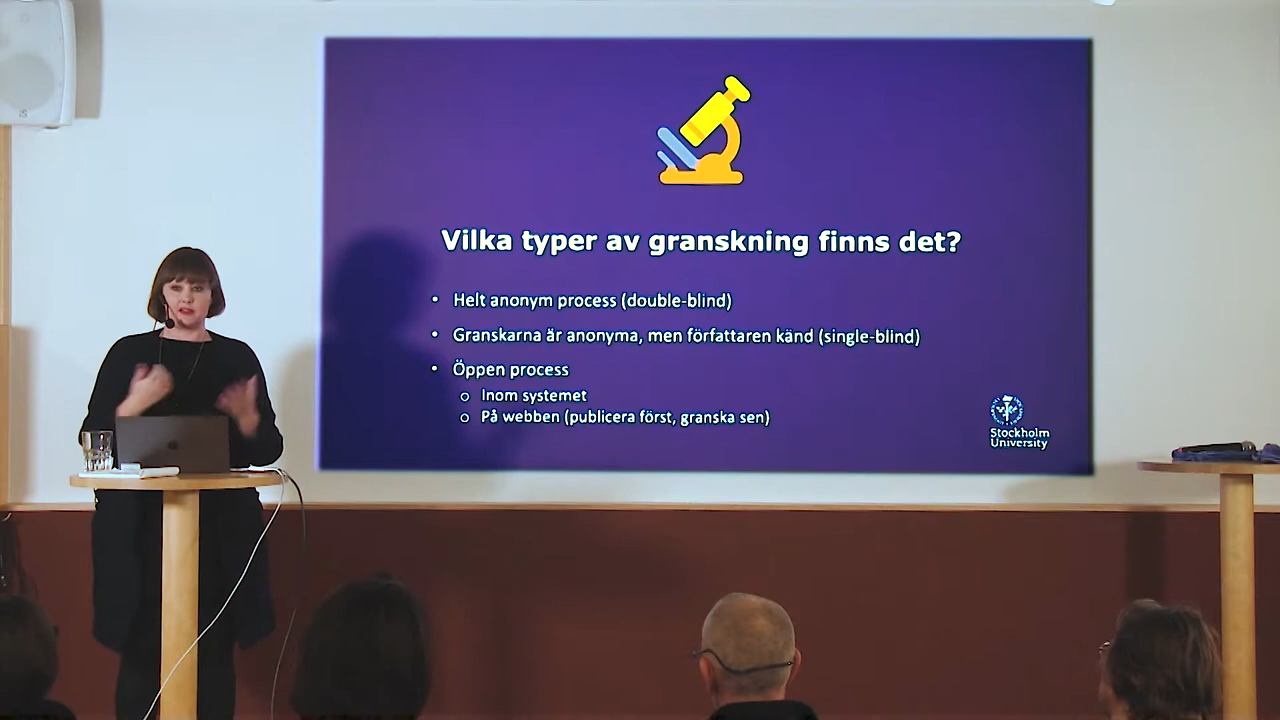 Vilka typer av granskning finns det?
• Helt anonym process (double-blind)
• Granskarna är anonyma, men författaren känd (single-blind)
• Öppen process
o Inom systemet
o På webben (publicera först, granska sen)
Stockholm
University